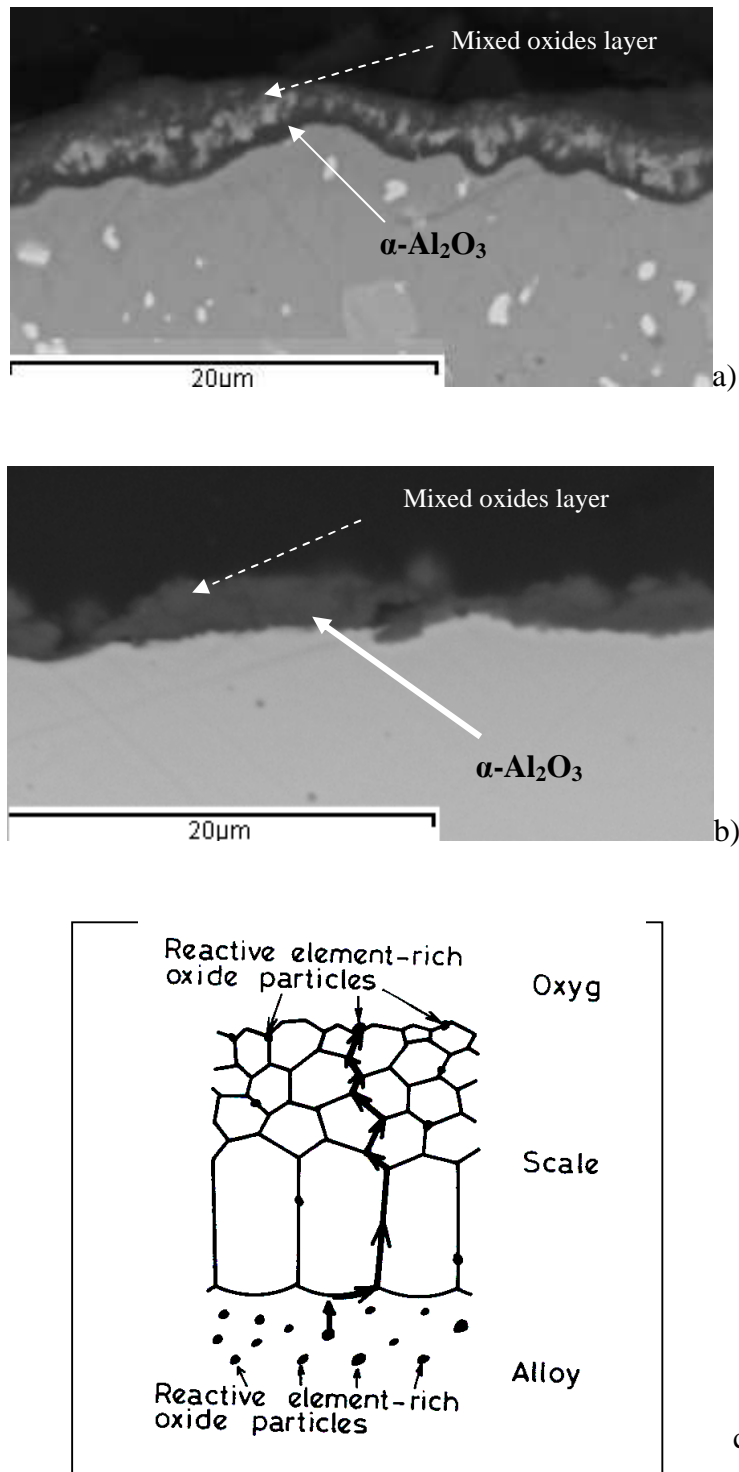 Mixed oxides layer
α-Al2O3
20µm
a)
Mixed oxides layer
α-Al2O3
20µm
b)
Reactive element-rich
oxide particles
Oxyg
Scale
Alloy
Reactive element-rich
oxide particles
c